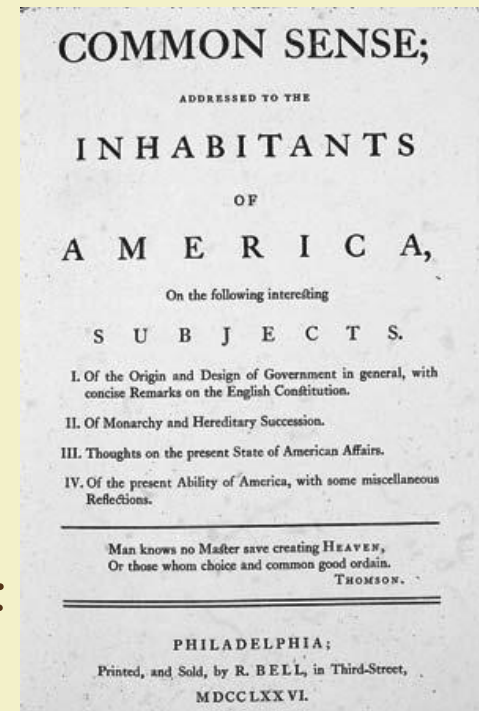 COMMON SENSE;
ADDRESSED TO THE
INHABITANTS
OF
AMERICA,
On the following intereſting
SUBJECTS.
I. Of the Origin and Design of Government in general, with
concise Remarks on the English Conſtitution.
II. Of Monarchy and Hereditary Succession.
III. Thoughts on the present State of American Affairs.
IV. Of the present Ability of America, with some miscellaneous
Reflections.
Man knows no Maſter save creating HEAVEN,
Or those whom choice and common good ordain.
THOMSON.
PHILADELPHIA;
Printed, and Sold, by R. BELL, in Third-Street,
MDCCLXXVI.